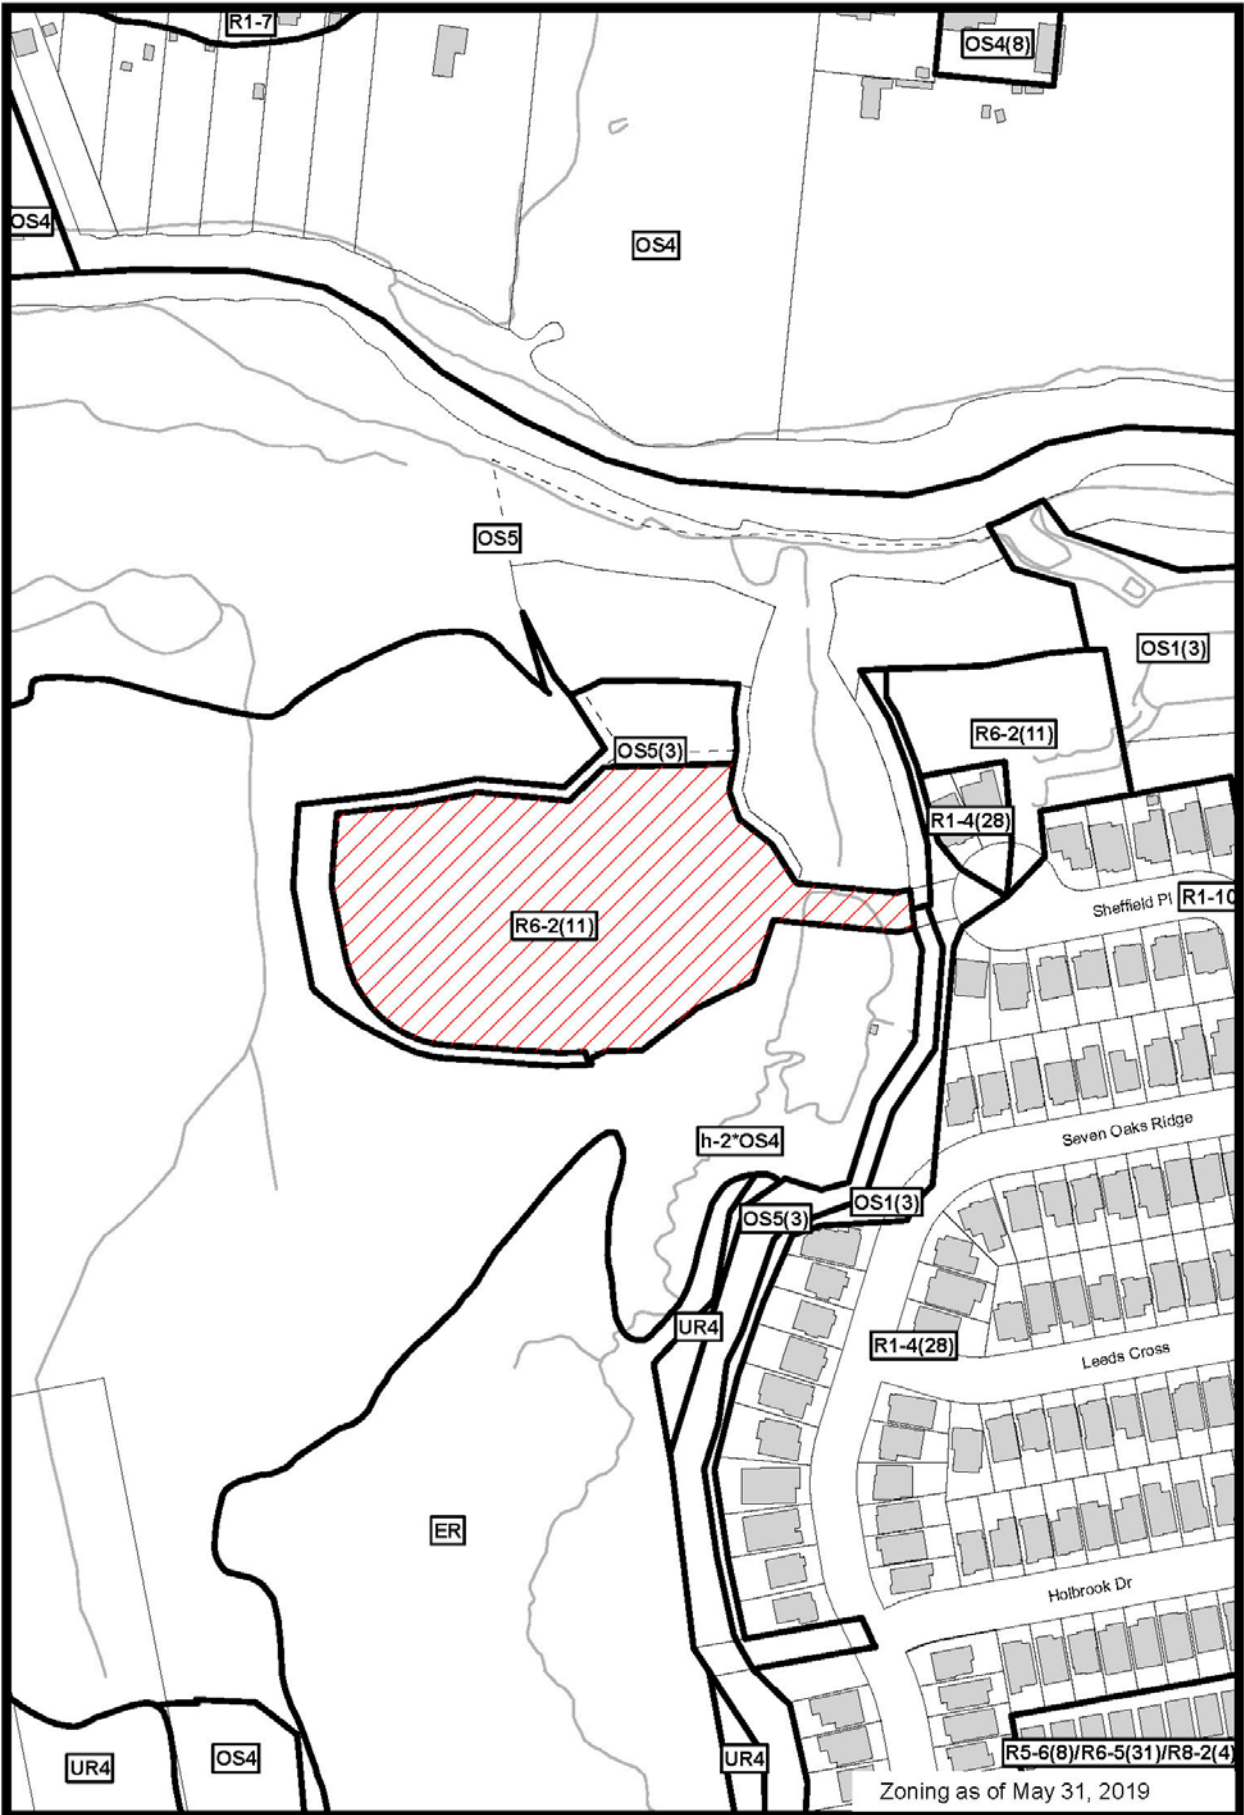 R1-7
OS4(8)
OS4
OS4
OS5
OS1(3)
R6-2(11)
OS5(3)
R1-4(28)
Sheffield Pl
R1-10
R6-2(11)
Seven Oaks Ridge
h-2*OS4
OS1(3)
OS5(3)
UR4
R1-4(28)
Leeds Cross
ER
Holbrook Dr
R5-6(8)/R6-5(31)/R8-2(4)
OS4
UR4
UR4
Zoning as of May 31, 2019